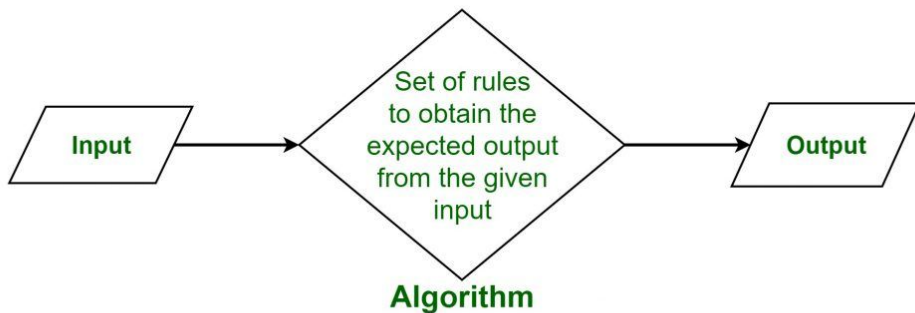 Input
Set of rules
to obtain the
expected output
from the given
input
Output
Algorithm